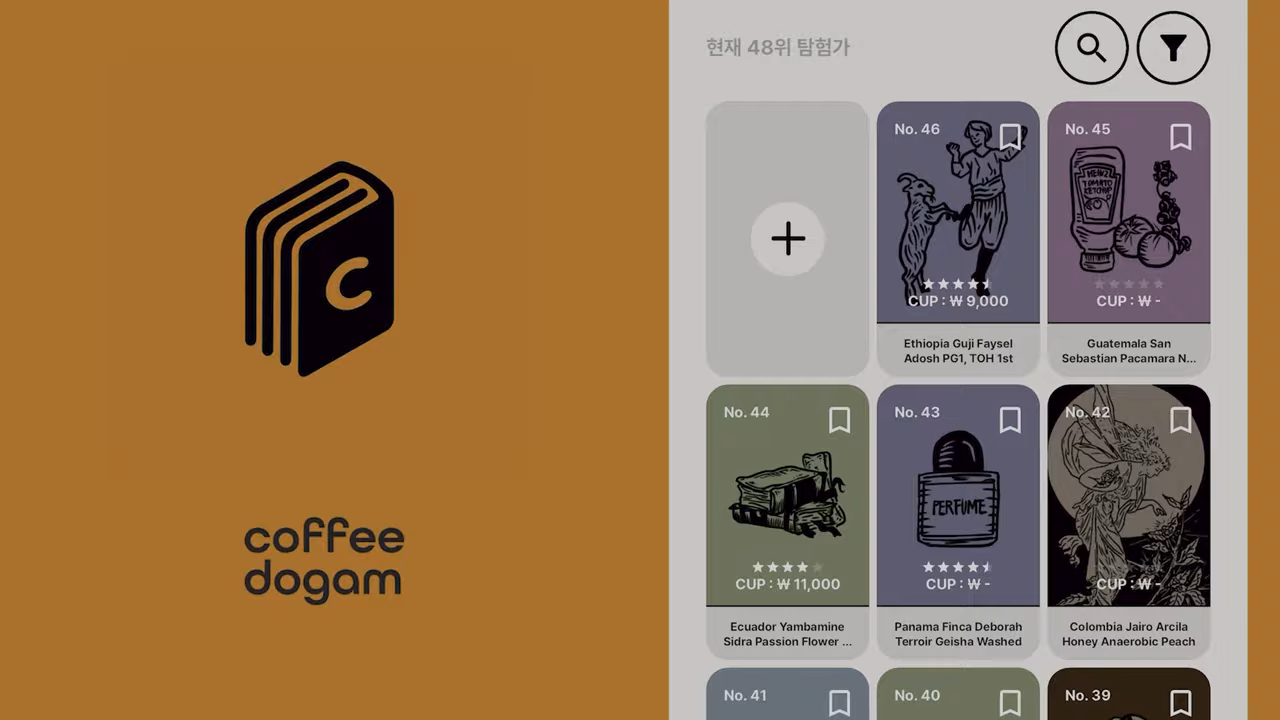 C
coffee
dogam
현재 48위 탐험가
No. 46
CUP : ₩ 9,000
Ethiopia Guji Faysel
Adosh PG1, TOH 1st
No. 45
HEINZ
TOMATO
KETCHUP
CUP : ₩ -
Guatemala San
Sebastian Pacamara N...
No. 44
CUP : ₩ 11,000
Ecuador Yambamine
Sidra Passion Flower ...
No. 43
PERFUME
CUP : ₩ -
Panama Finca Deborah
Terroir Geisha Washed
No. 42
CUP : ₩ -
Colombia Jairo Arcila
Honey Anaerobic Peach
No. 41
No. 40
No. 39